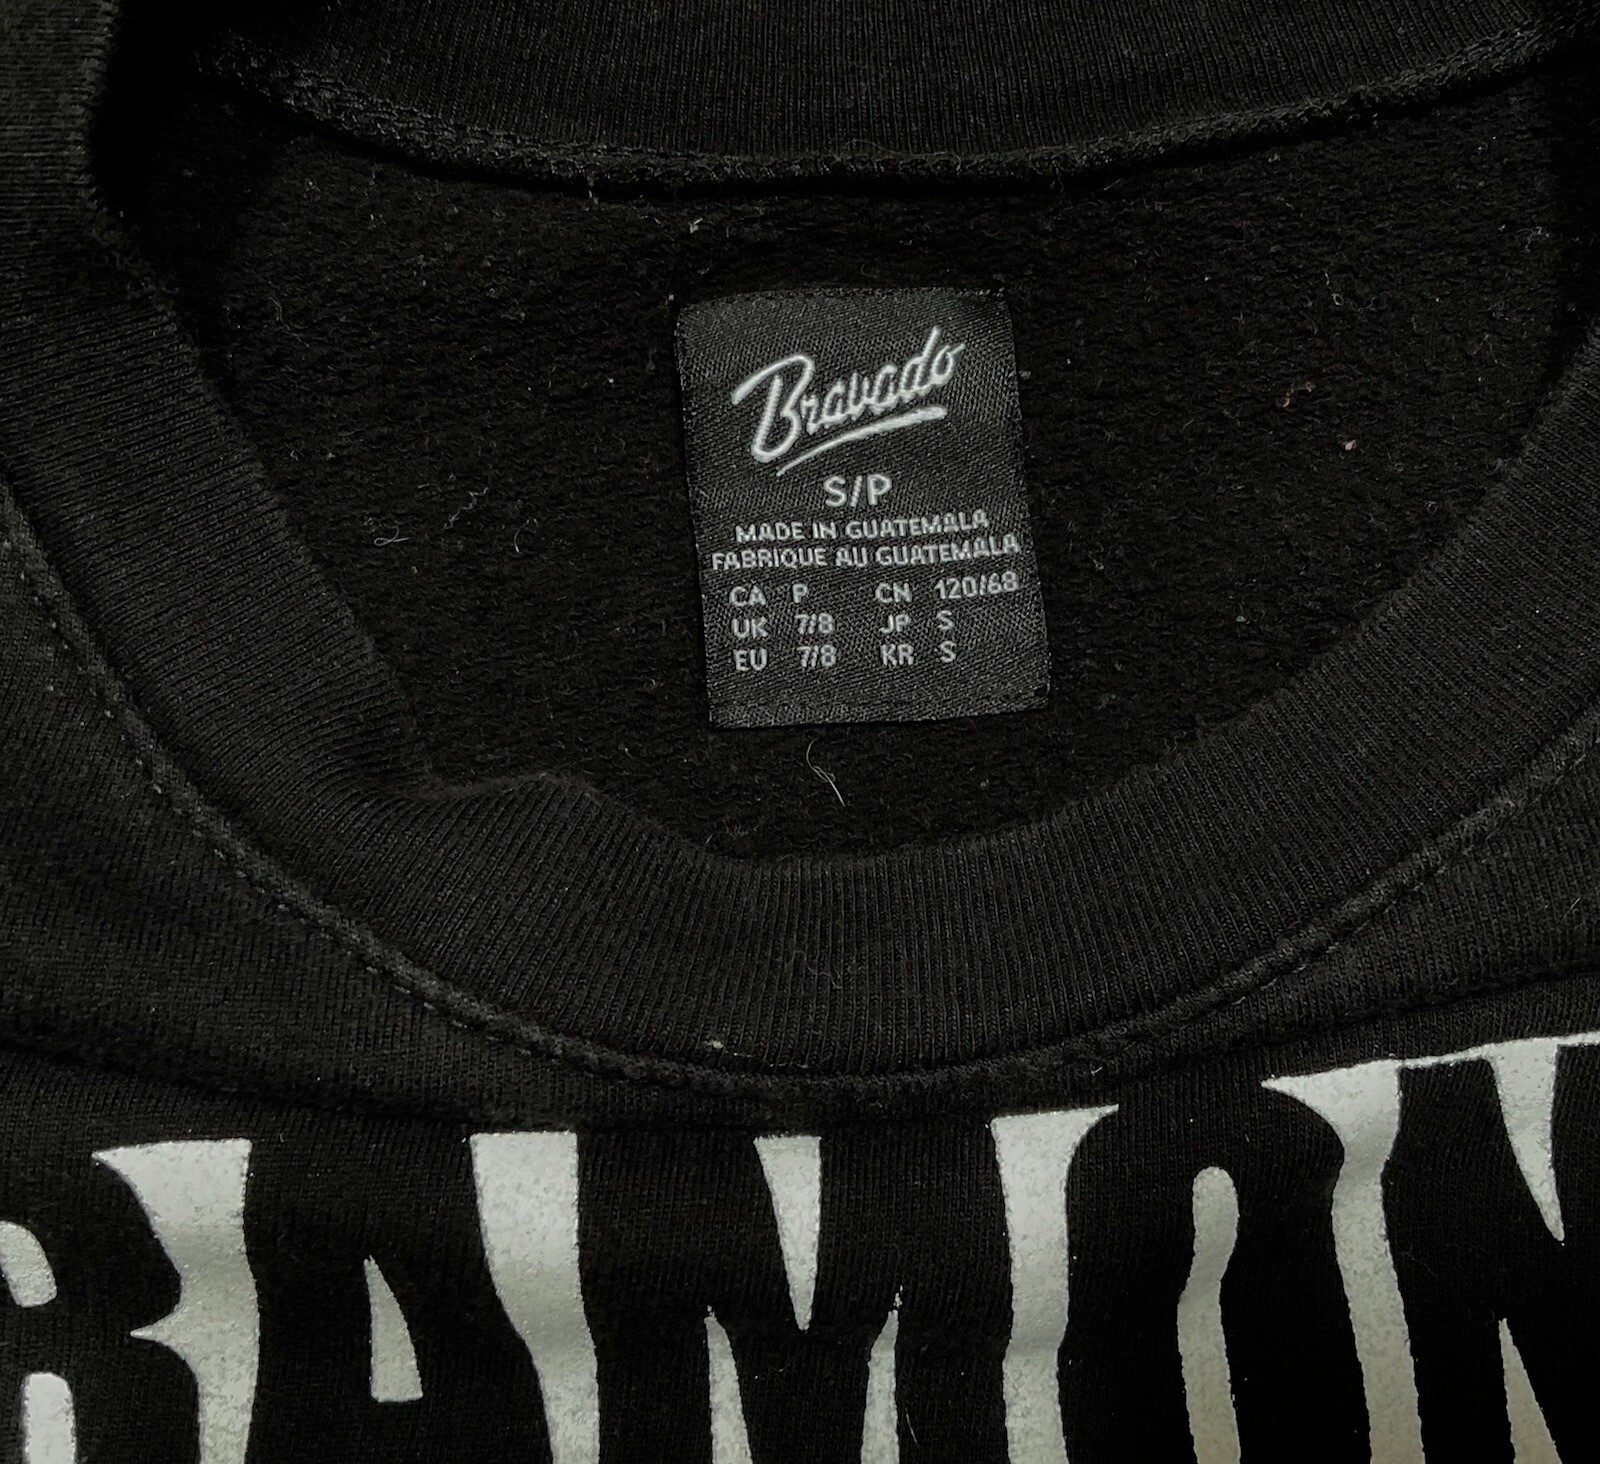 Bravado
S/P
MADE IN GUATEMALA
FABRIQUE AU GUATEMALA
CA P CN 120/68
UK 7/8 JP S
EU 7/8 KR S
RAMON